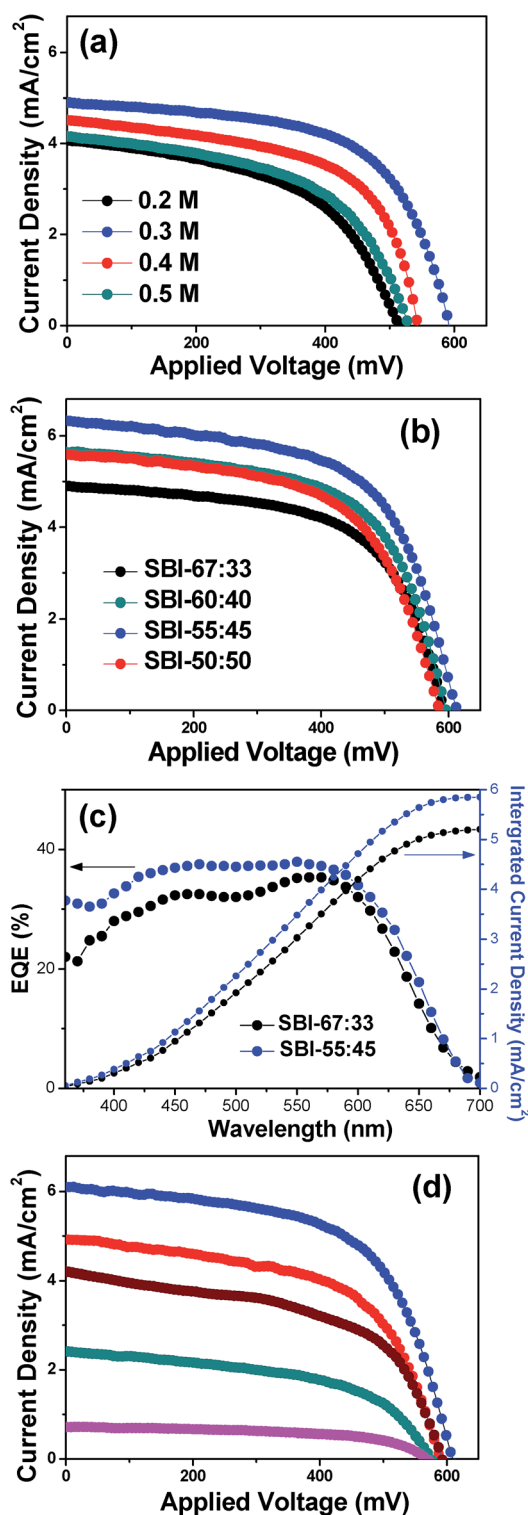 (a)
Current Density (mA/cm²)
6
4
2
0
0.2 M
0.3 M
0.4 M
0.5 M
0 200 400 600
Applied Voltage (mV)
(b)
Current Density (mA/cm²)
6
4
2
0
SBI-67:33
SBI-60:40
SBI-55:45
SBI-50:50
0 200 400 600
Applied Voltage (mV)
(c)
EQE (%)
40
20
0
SBI-67:33
SBI-55:45
400 450 500 550 600 650 700
Wavelength (nm)
6
5
4
3
2
1
0
Intergrated Current Density (mA/cm²)
(d)
Current Density (mA/cm²)
6
4
2
0
0 200 400 600
Applied Voltage (mV)